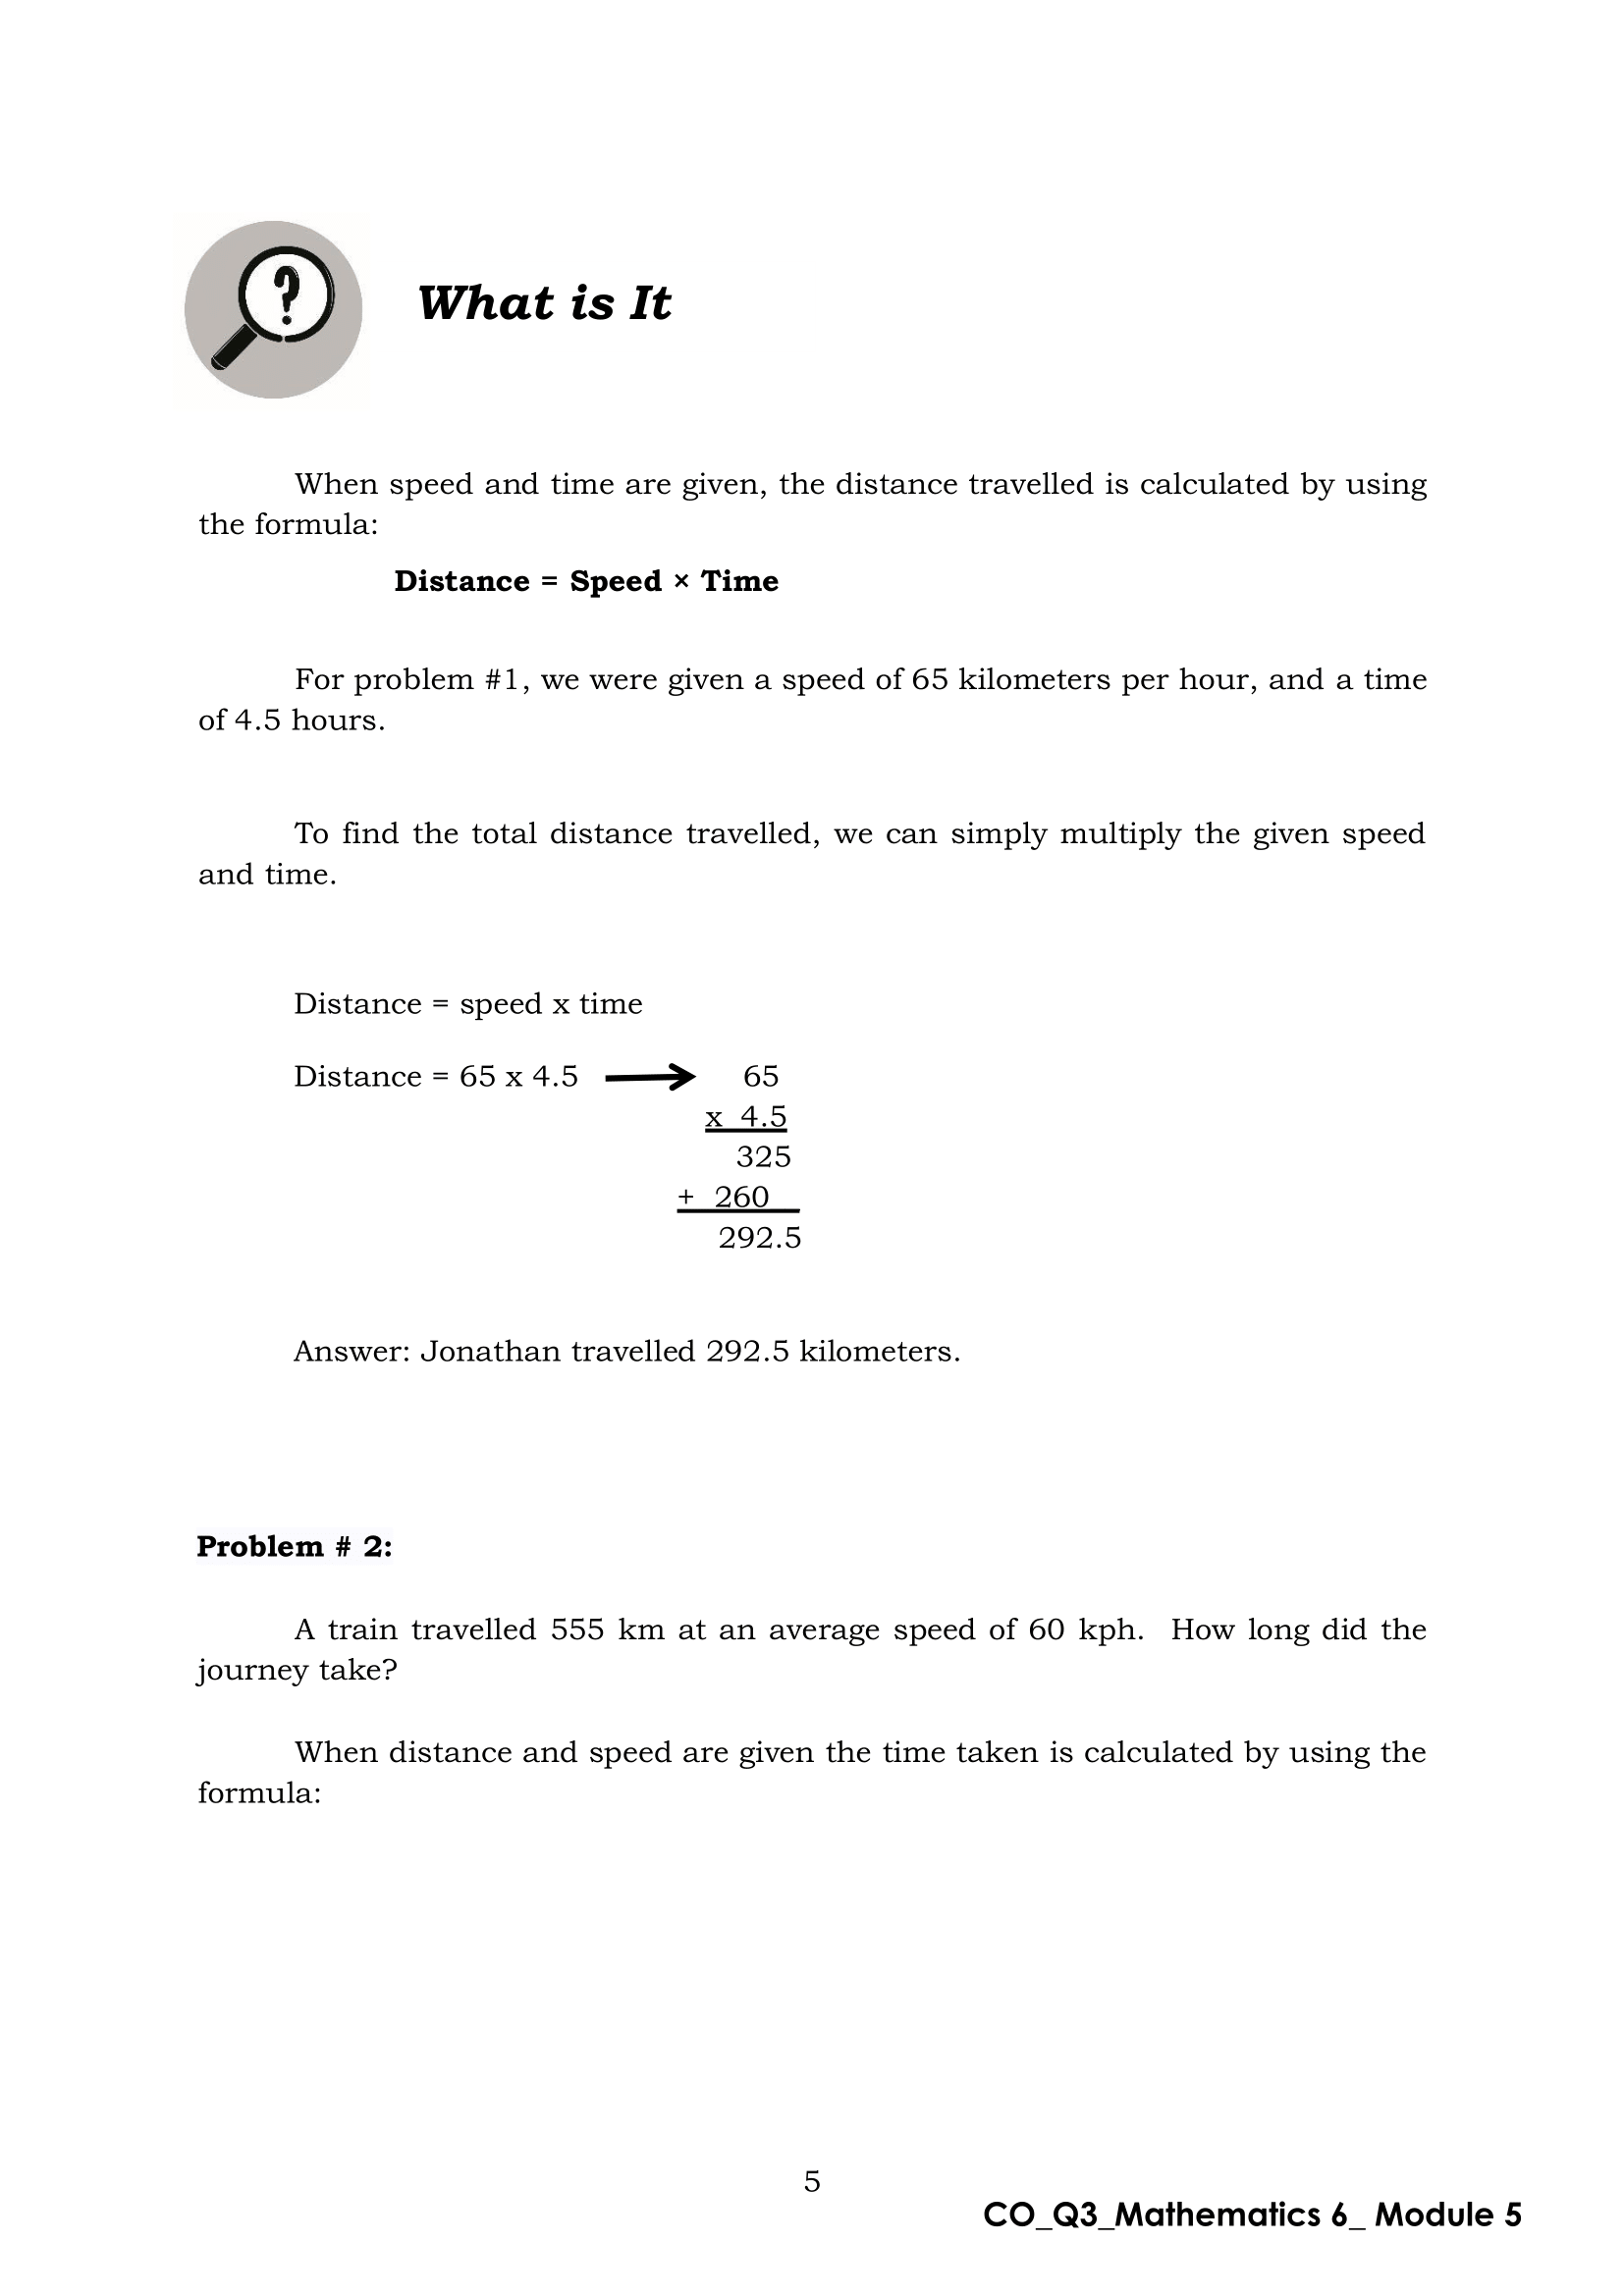 ?
What is It
When speed and time are given, the distance travelled is calculated by using
the formula:
Distance = Speed × Time
For problem #1, we were given a speed of 65 kilometers per hour, and a time
of 4.5 hours.
To find the total distance travelled, we can simply multiply the given speed
and time.
Distance = speed x time
Distance = 65 x 4.5 → 65
x 4.5
325
+ 260
292.5
Answer: Jonathan travelled 292.5 kilometers.
Problem # 2:
A train travelled 555 km at an average speed of 60 kph. How long did the
journey take?
When distance and speed are given the time taken is calculated by using the
formula:
5
CO_Q3_Mathematics 6_ Module 5